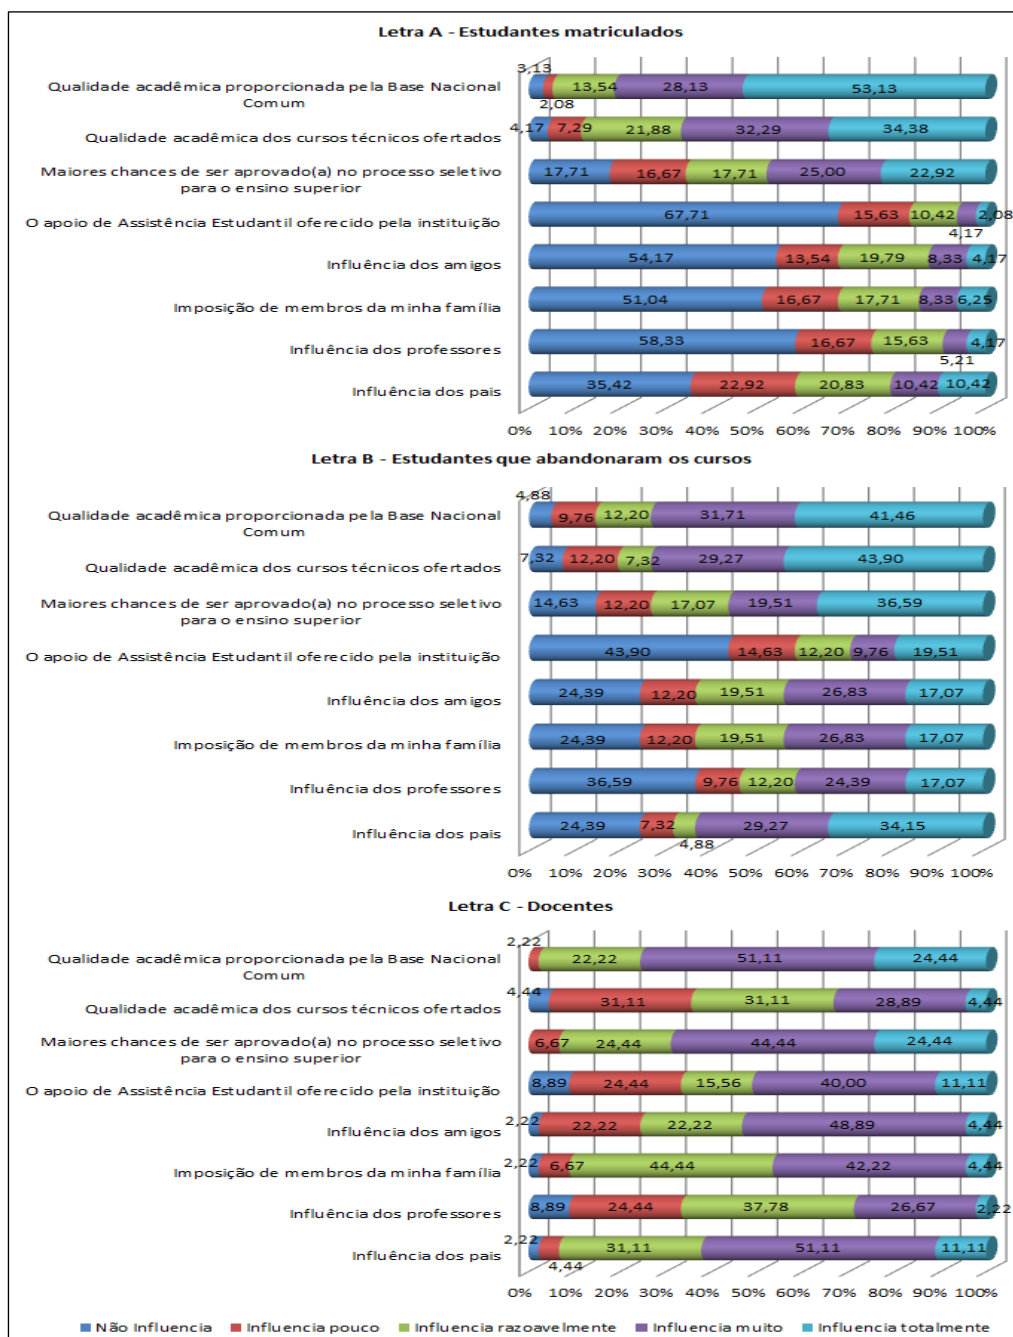 Letra A - Estudantes matriculados
Qualidade acadêmica proporcionada pela Base Nacional
Comum
3,13 2,08 13,54 28,13 53,13
Qualidade acadêmica dos cursos técnicos ofertados
4,17 7,29 21,88 32,29 34,38
Maiores chances de ser aprovado(a) no processo seletivo
para o ensino superior
17,71 16,67 17,71 25,00 22,92
O apoio de Assistência Estudantil oferecido pela instituição
67,71 15,63 10,42 4,17 2,08
Influência dos amigos
54,17 13,54 19,79 8,33 4,17
Imposição de membros da minha família
51,04 16,67 17,71 8,33 6,25
Influência dos professores
58,33 16,67 15,63 5,21 4,17
Influência dos pais
35,42 22,92 20,83 10,42 10,42
0% 10% 20% 30% 40% 50% 60% 70% 80% 90% 100%
Letra B - Estudantes que abandonaram os cursos
Qualidade acadêmica proporcionada pela Base Nacional
Comum
4,88 9,76 12,20 31,71 41,46
Qualidade acadêmica dos cursos técnicos ofertados
7,32 12,20 7,32 29,27 43,90
Maiores chances de ser aprovado(a) no processo seletivo
para o ensino superior
14,63 12,20 17,07 19,51 36,59
O apoio de Assistência Estudantil oferecido pela instituição
43,90 14,63 12,20 9,76 19,51
Influência dos amigos
24,39 12,20 19,51 26,83 17,07
Imposição de membros da minha família
24,39 12,20 19,51 26,83 17,07
Influência dos professores
36,59 9,76 12,20 24,39 17,07
Influência dos pais
24,39 7,32 4,88 29,27 34,15
0% 10% 20% 30% 40% 50% 60% 70% 80% 90% 100%
Letra C - Docentes
Qualidade acadêmica proporcionada pela Base Nacional
Comum
2,22 22,22 51,11 24,44
Qualidade acadêmica dos cursos técnicos ofertados
4,44 31,11 31,11 28,89 4,44
Maiores chances de ser aprovado(a) no processo seletivo
para o ensino superior
6,67 24,44 44,44 24,44
O apoio de Assistência Estudantil oferecido pela instituição
8,89 24,44 15,56 40,00 11,11
Influência dos amigos
2,22 22,22 22,22 48,89 4,44
Imposição de membros da minha família
2,22 6,67 44,44 42,22 4,44
Influência dos professores
8,89 24,44 37,78 26,67 2,22
Influência dos pais
2,22 4,44 31,11 51,11 11,11
0% 10% 20% 30% 40% 50% 60% 70% 80% 90% 100%
Não Influencia Influencia pouco Influencia razoavelmente Influencia muito Influencia totalmente